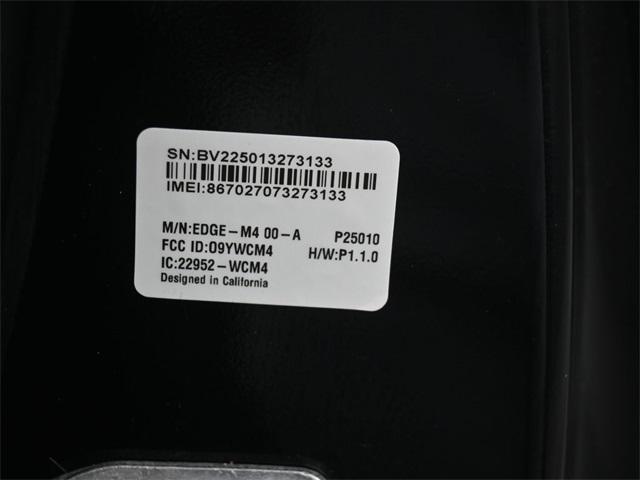 SN:BV225013273133
IMEI:867027073273133
M/N:EDGE-M4 00-A P25010
FCC ID:O9YWCM4 H/W:P1.1.0
IC:22952-WCM4
Designed in California